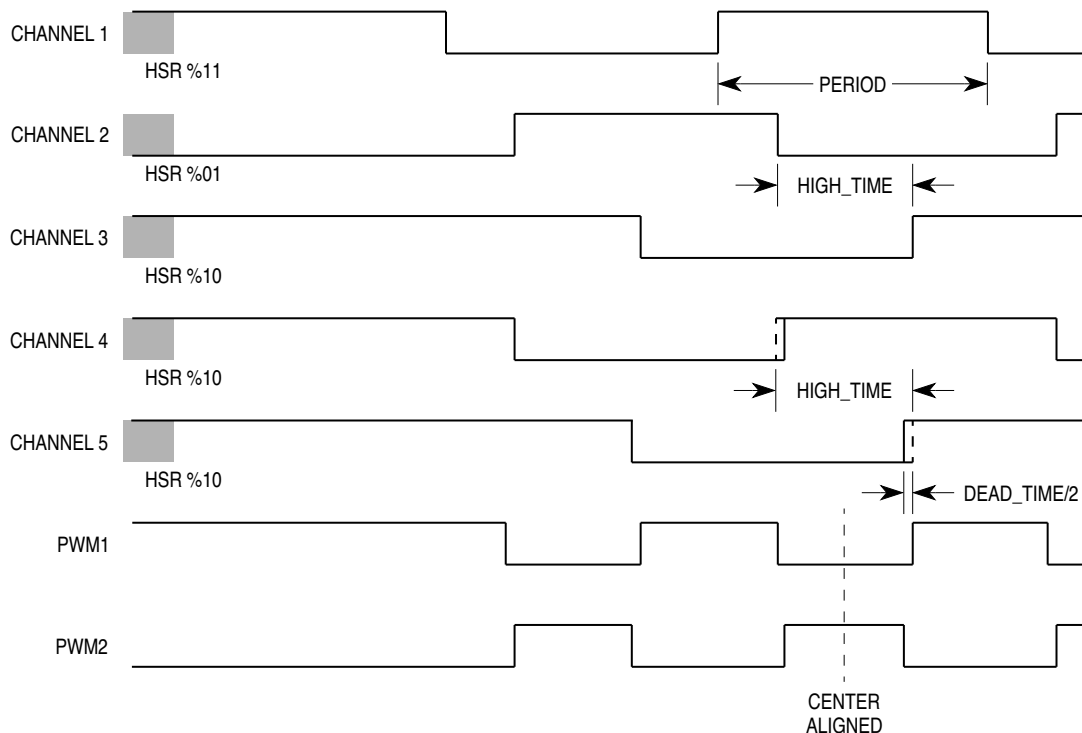 CHANNEL 1
HSR %11
PERIOD
CHANNEL 2
HSR %01
HIGH_TIME
CHANNEL 3
HSR %10
CHANNEL 4
HSR %10
HIGH_TIME
CHANNEL 5
HSR %10
DEAD_TIME/2
PWM1
PWM2
CENTER
ALIGNED